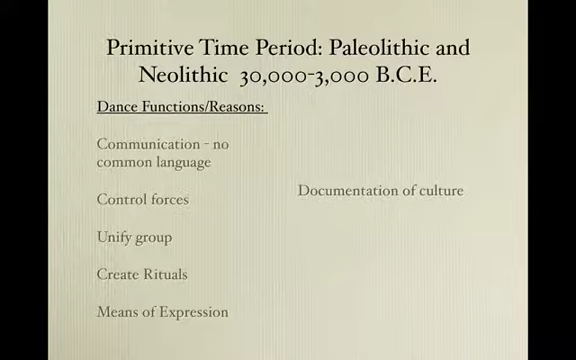 Primitive Time Period: Paleolithic and
Neolithic 30,000-3,000 B.C.E.
Dance Functions/Reasons:
Communication - no
common language
Control forces
Unify group
Create Rituals
Means of Expression
Documentation of culture